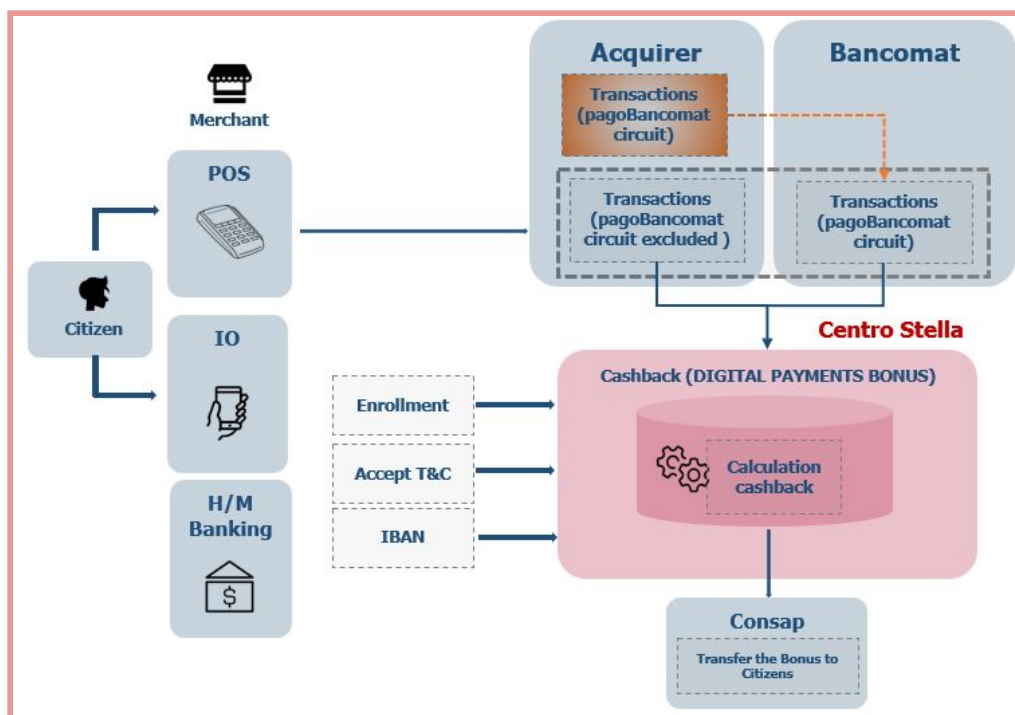 Acquirer
Bancomat
Merchant
Transactions
(pagoBancomat
circuit)
POS
Transactions
(pagoBancomat
circuit excluded )
Transactions
(pagoBancomat
circuit)
Citizen
IO
Centro Stella
Cashback (DIGITAL PAYMENTS BONUS)
Enrollment
Accept T&C
IBAN
Calculation
cashback
H/M
Banking
$
Consap
Transfer the Bonus to
Citizens